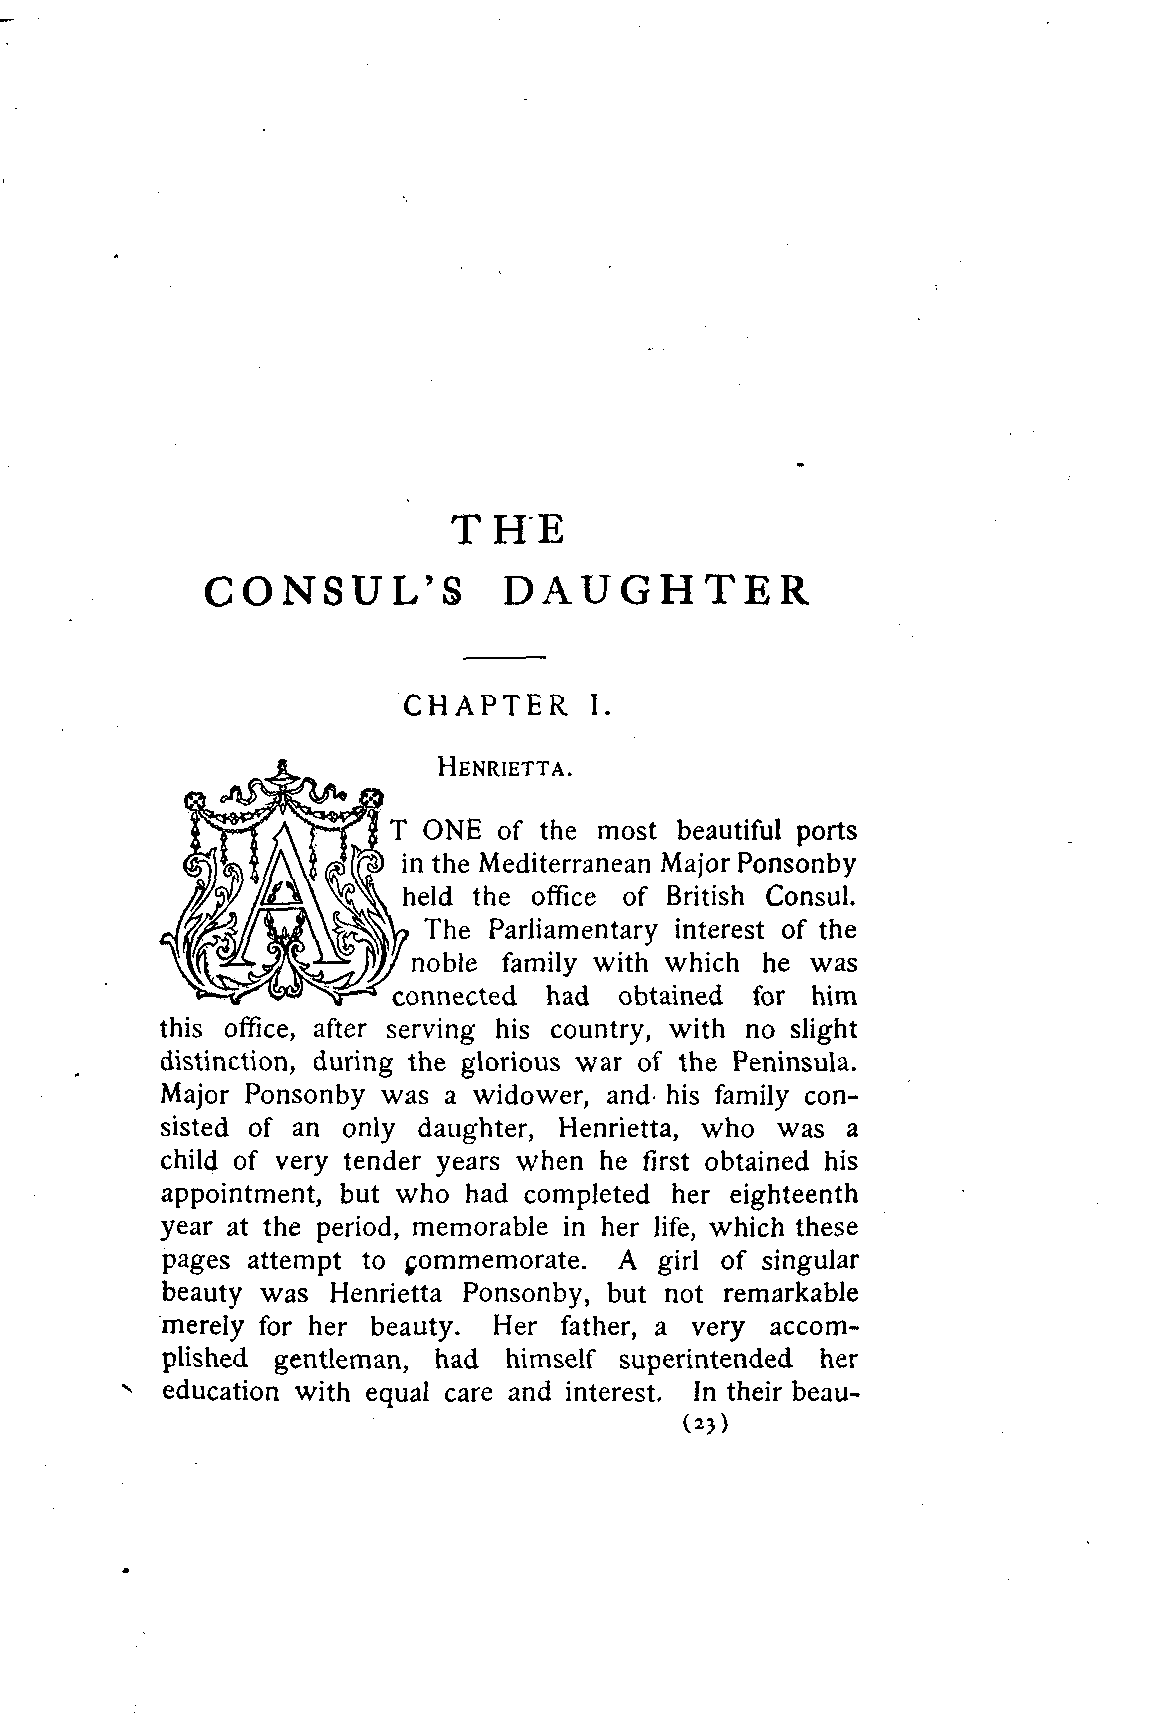 THE
CONSUL'S DAUGHTER
CHAPTER I.
HENRIETTA.
AT ONE of the most beautiful ports
in the Mediterranean Major Ponsonby
held the office of British Consul.
The Parliamentary interest of the
noble family with which he was
connected had obtained for him
this office, after serving his country, with no slight
distinction, during the glorious war of the Peninsula.
Major Ponsonby was a widower, and his family con-
sisted of an only daughter, Henrietta, who was a
child of very tender years when he first obtained his
appointment, but who had completed her eighteenth
year at the period, memorable in her life, which these
pages attempt to commemorate. A girl of singular
beauty was Henrietta Ponsonby, but not remarkable
merely for her beauty. Her father, a very accom-
plished gentleman, had himself superintended her
education with equal care and interest. In their beau-
(23)